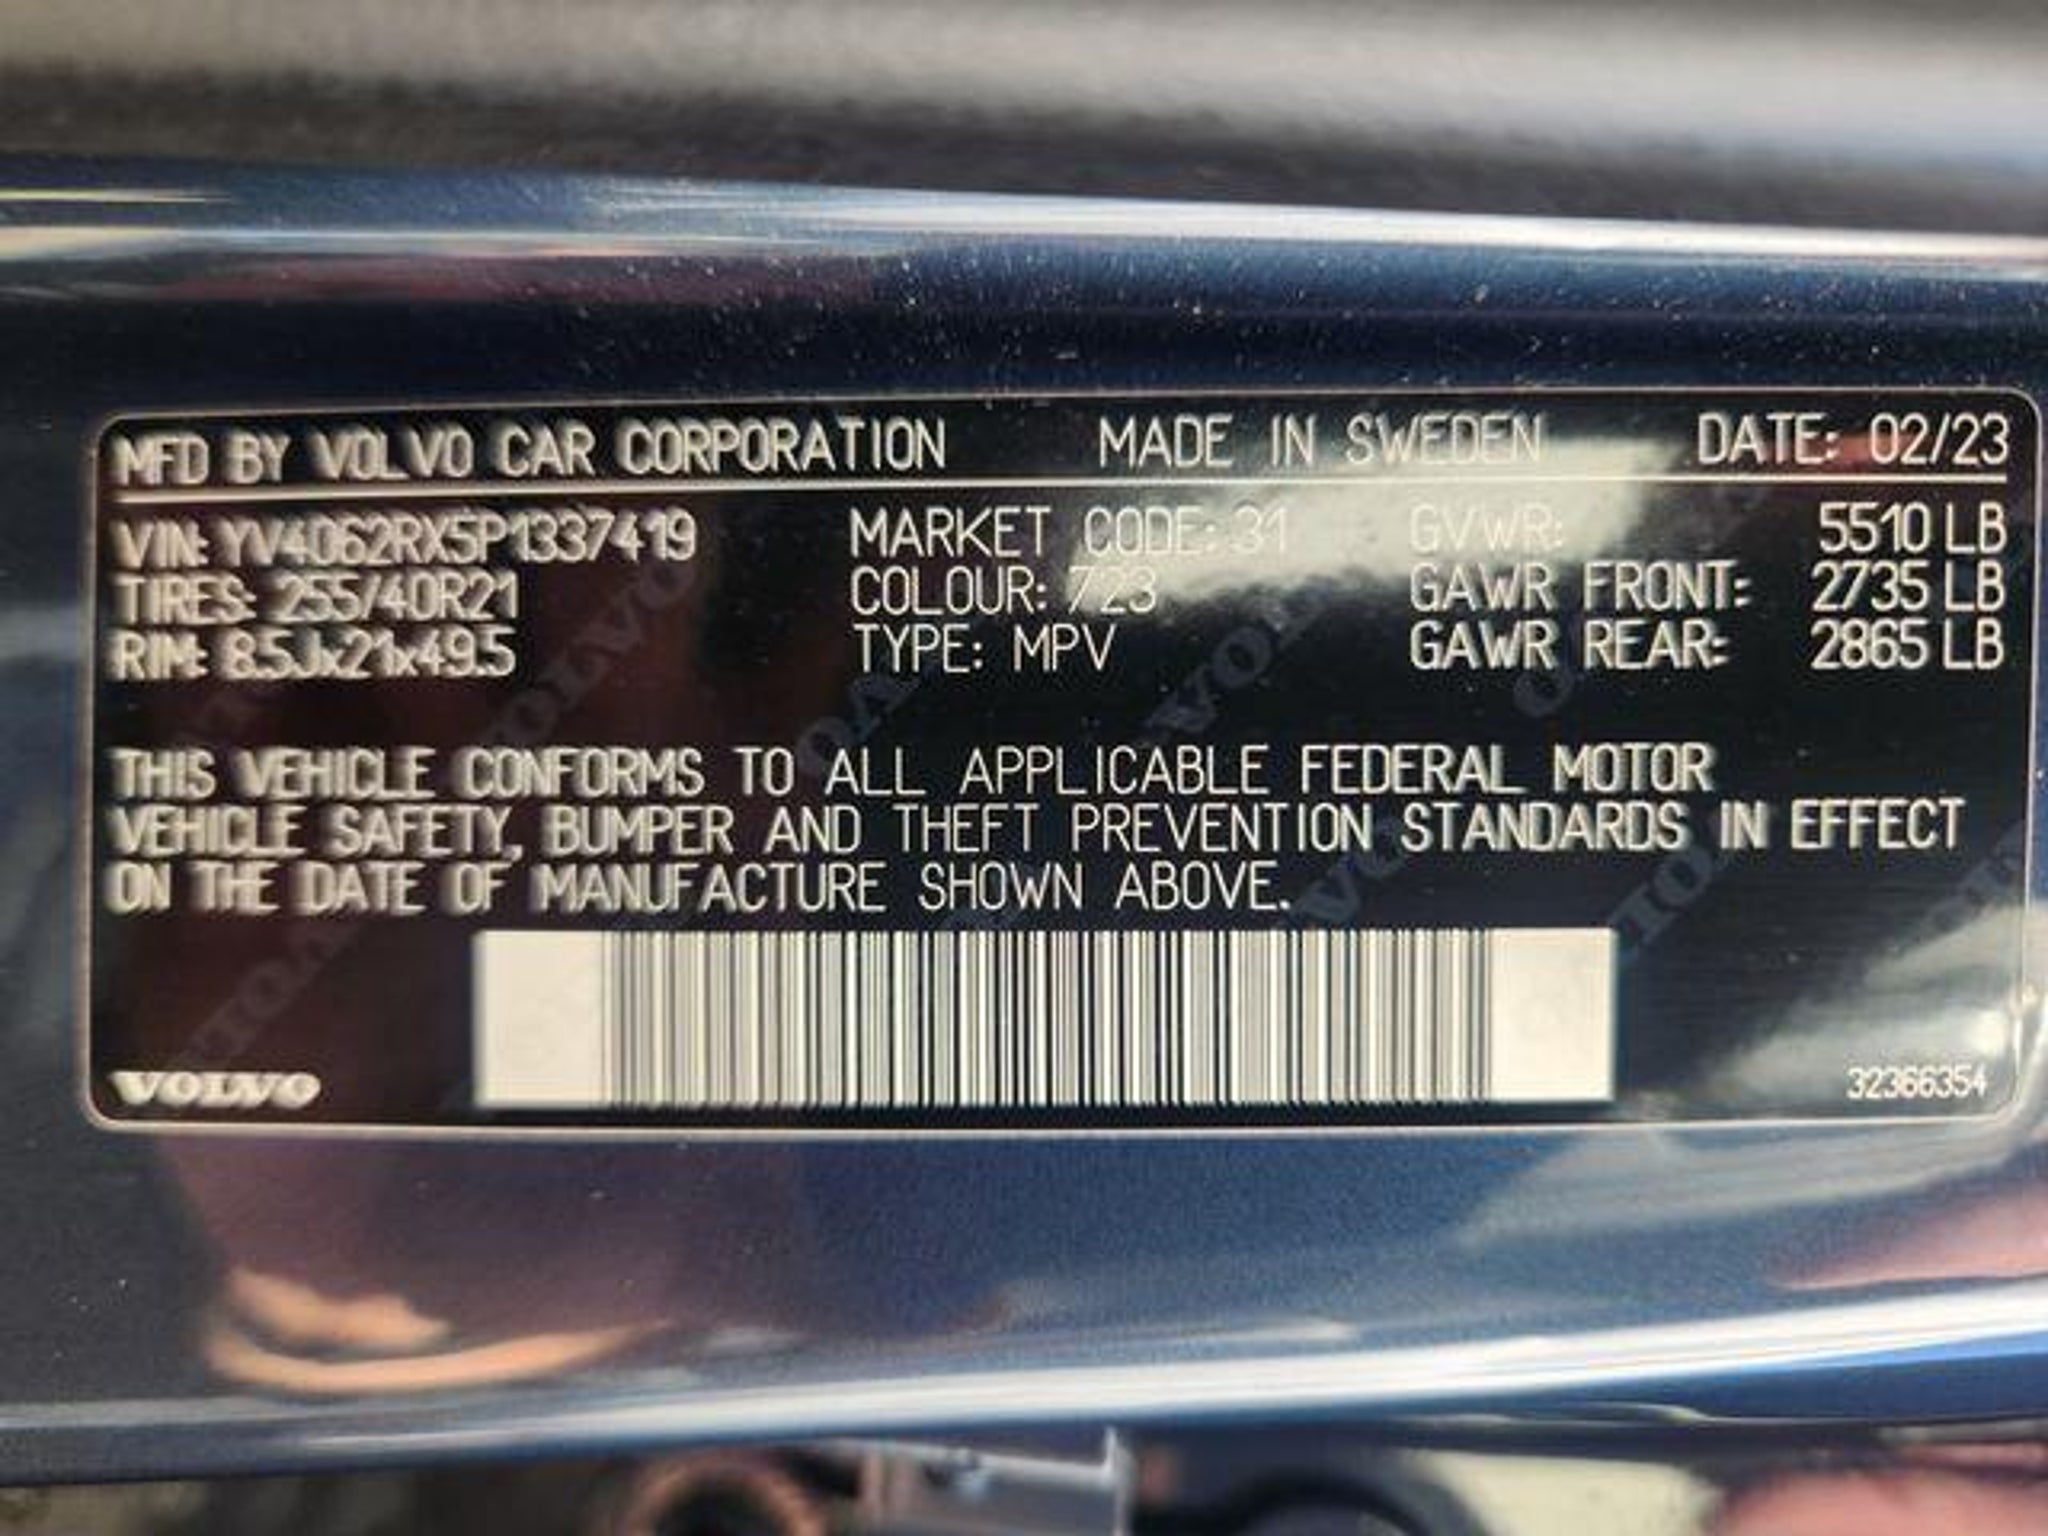 MFD BY VOLVO CAR CORPORATION MADE IN SWEDEN DATE: 02/23
VIN: YV4062RX5P1337419 MARKET CODE: 31 GVWR: 5510 LB
TIRES: 255/40R21 COLOUR: 723 GAWR FRONT: 2735 LB
RIM: 8.5Jx21x49.5 TYPE: MPV GAWR REAR: 2865 LB
THIS VEHICLE CONFORMS TO ALL APPLICABLE FEDERAL MOTOR
VEHICLE SAFETY, BUMPER AND THEFT PREVENTION STANDARDS IN EFFECT
ON THE DATE OF MANUFACTURE SHOWN ABOVE.
VOLVO 32366354